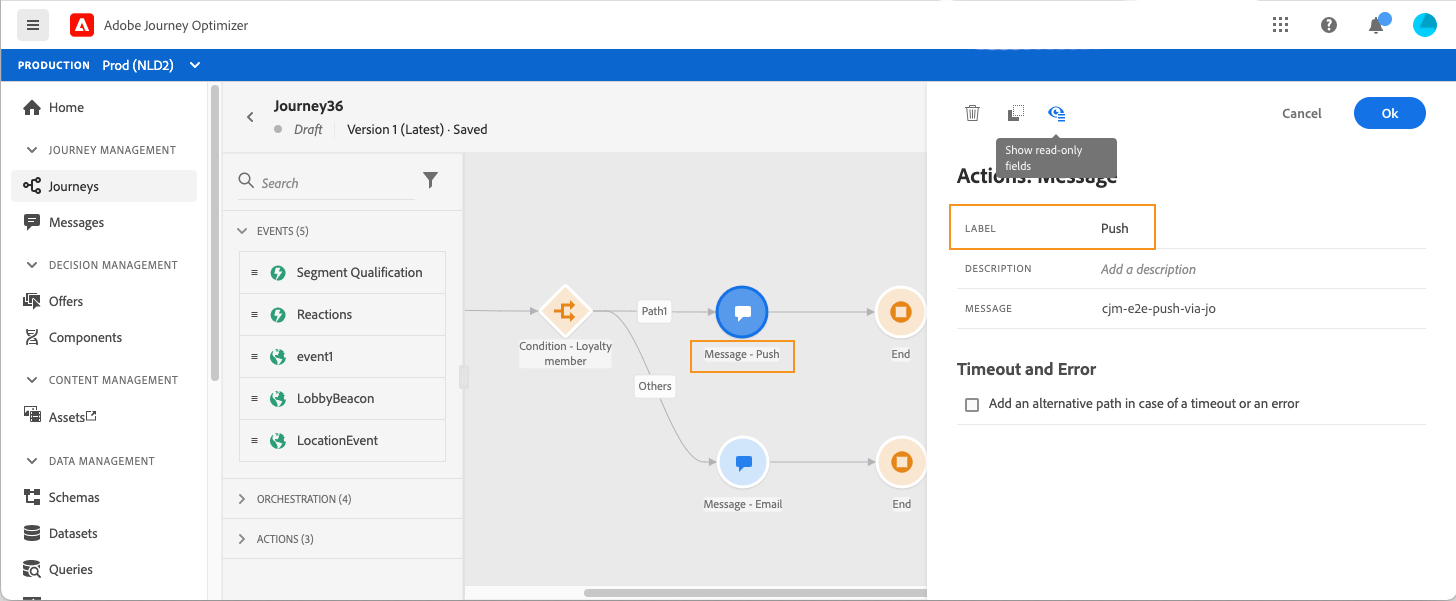 Adobe Journey Optimizer
PRODUCTION Prod (NLD2)
Home
JOURNEY MANAGEMENT
Journeys
Messages
DECISION MANAGEMENT
Offers
Components
CONTENT MANAGEMENT
Assets
DATA MANAGEMENT
Schemas
Datasets
Queries
Journey36
Draft Version 1 (Latest) · Saved
Search
EVENTS (5)
Segment Qualification
Reactions
event1
LobbyBeacon
LocationEvent
ORCHESTRATION (4)
ACTIONS (3)
Condition - Loyalty
member
Path1
Others
Message - Push
End
Message - Email
End
Cancel
Ok
Show read-only
fields
Actions: Message
LABEL Push
DESCRIPTION Add a description
MESSAGE cjm-e2e-push-via-jo
Timeout and Error
Add an alternative path in case of a timeout or an error